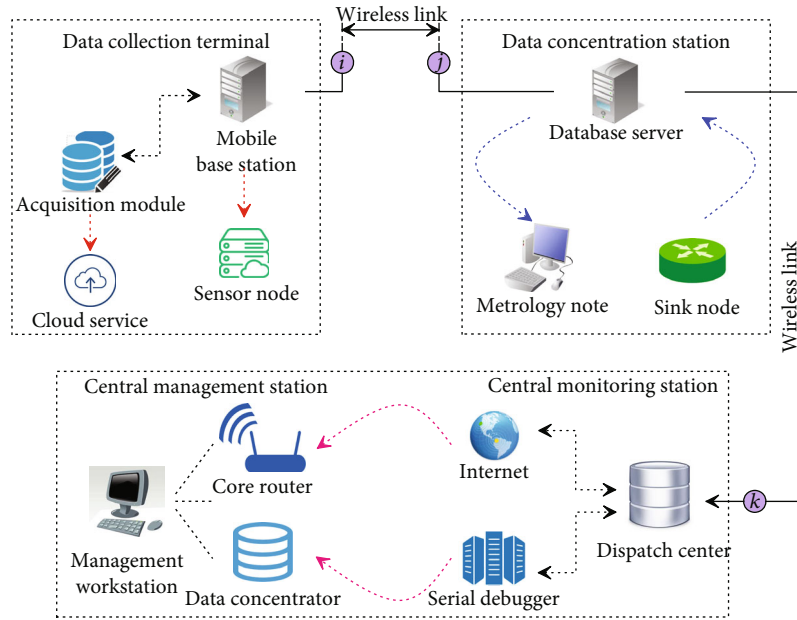 Wireless link
Data collection terminal
i
j
Data concentration station
Mobile
base station
Database server
Acquisition module
Sensor node
Cloud service
Metrology note
Sink node
Wireless link
Central management station
Central monitoring station
Core router
Internet
k
Management
workstation
Data concentrator
Serial debugger
Dispatch center